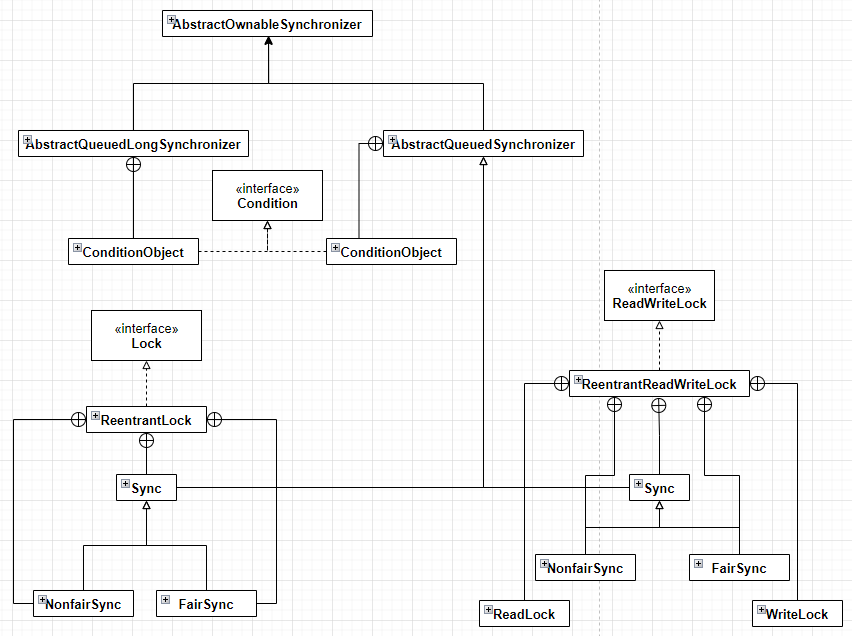 AbstractOwnableSynchronizer
AbstractQueuedLongSynchronizer
AbstractQueuedSynchronizer
«interface»
Condition
ConditionObject
ConditionObject
«interface»
ReadWriteLock
«interface»
Lock
ReentrantReadWriteLock
ReentrantLock
Sync
Sync
NonfairSync
FairSync
NonfairSync
FairSync
ReadLock
WriteLock